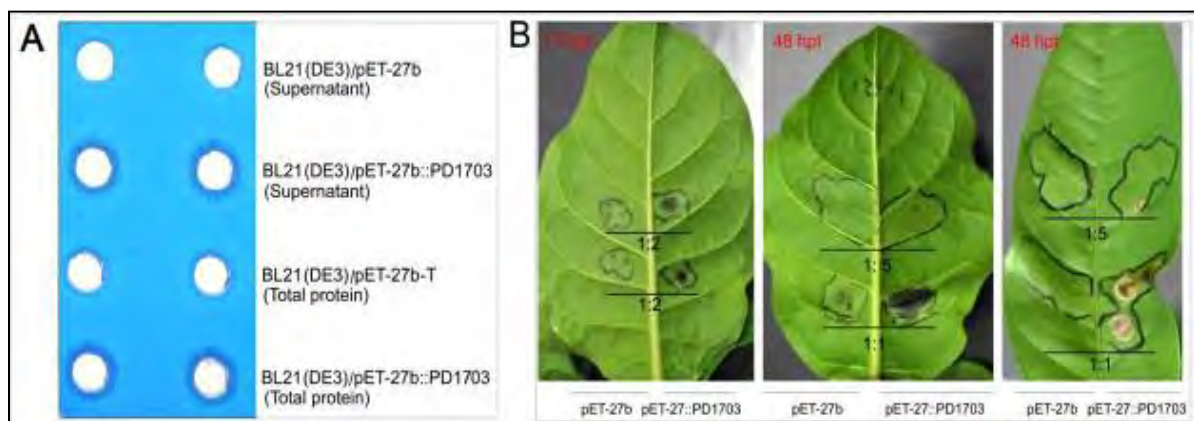 A
BL21(DE3)/pET-27b
(Supernatant)
BL21(DE3)/pET-27b::PD1703
(Supernatant)
BL21(DE3)/pET-27b-T
(Total protein)
BL21(DE3)/pET-27b::PD1703
(Total protein)
B
48 hpt
48 hpt
1:2
1:2
1:5
1:1
1:5
1:1
pET-27b pET-27::PD1703
pET-27b pET-27::PD1703
pET-27b pET-27::PD1703